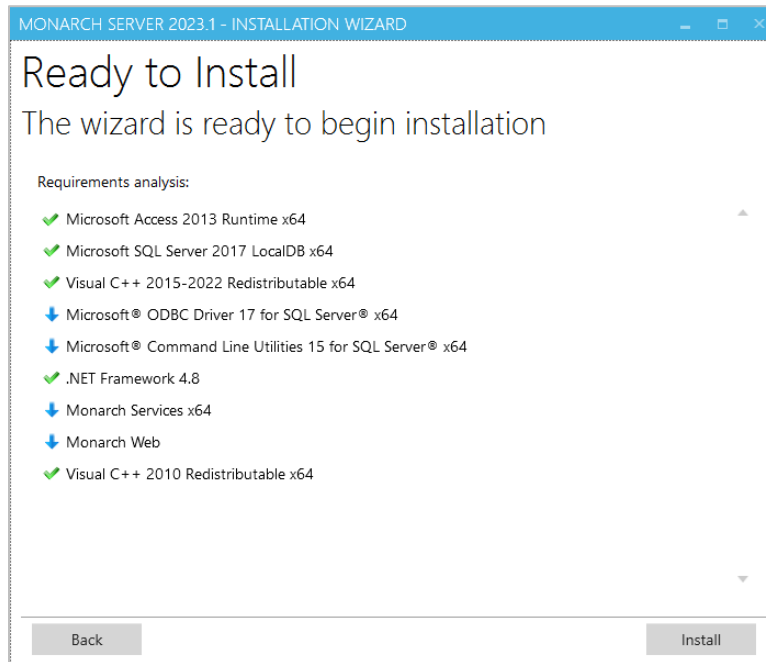 MONARCH SERVER 2023.1 - INSTALLATION WIZARD
Ready to Install
The wizard is ready to begin installation
Requirements analysis:
Microsoft Access 2013 Runtime x64
Microsoft SQL Server 2017 LocalDB x64
Visual C++ 2015-2022 Redistributable x64
Microsoft® ODBC Driver 17 for SQL Server® x64
Microsoft® Command Line Utilities 15 for SQL Server® x64
.NET Framework 4.8
Monarch Services x64
Monarch Web
Visual C++ 2010 Redistributable x64
Back
Install